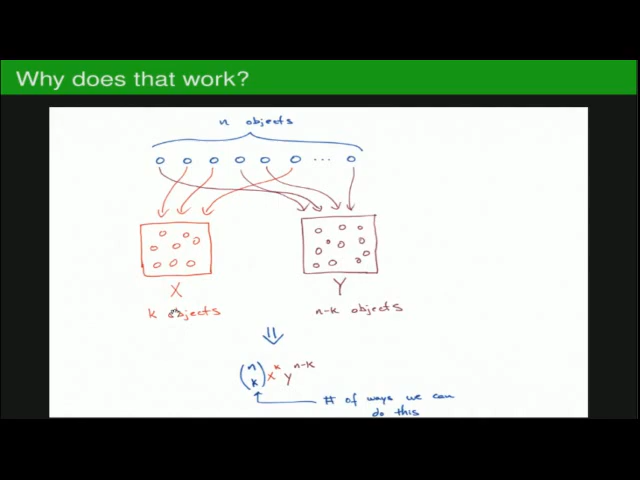 Why does that work?
n objects
...
X
Y
k objects
n-k objects
(n k) X^k Y^n-k
# of ways we can
do this